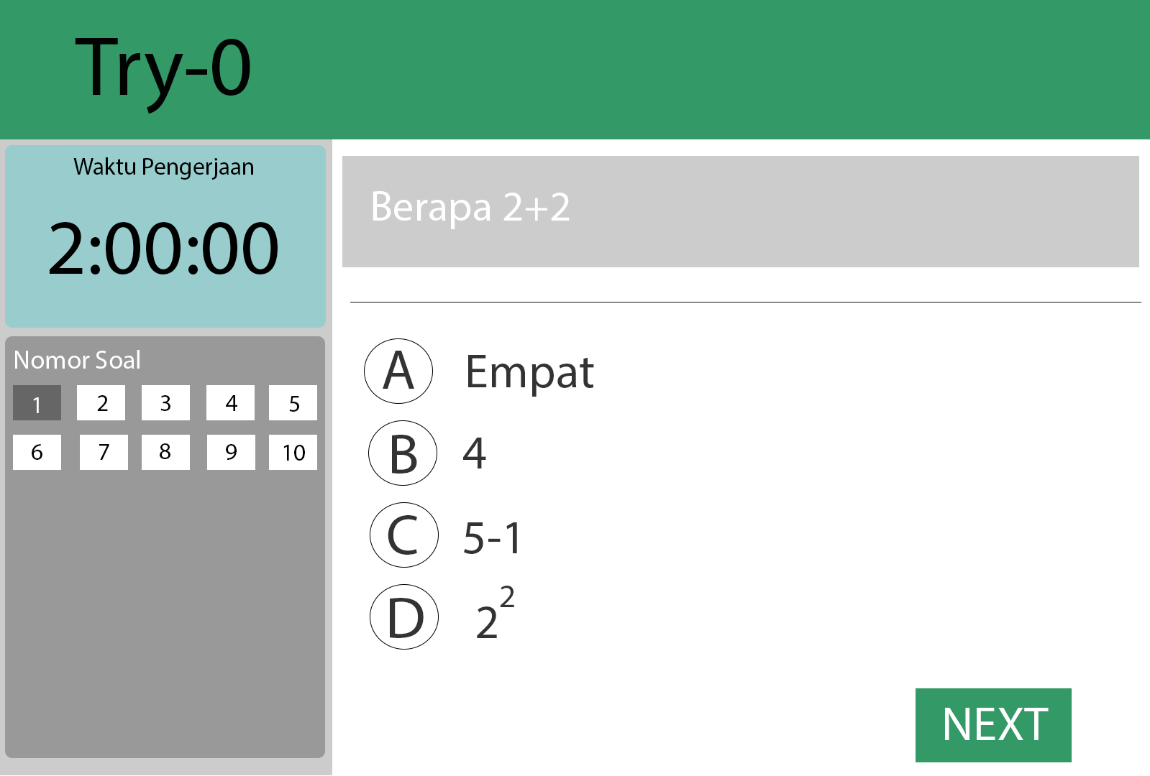 Try-0
Waktu Pengerjaan
2:00:00
Nomor Soal
1 2 3 4 5
6 7 8 9 10
Berapa 2+2
A Empat
B 4
C 5-1
D 2²
NEXT